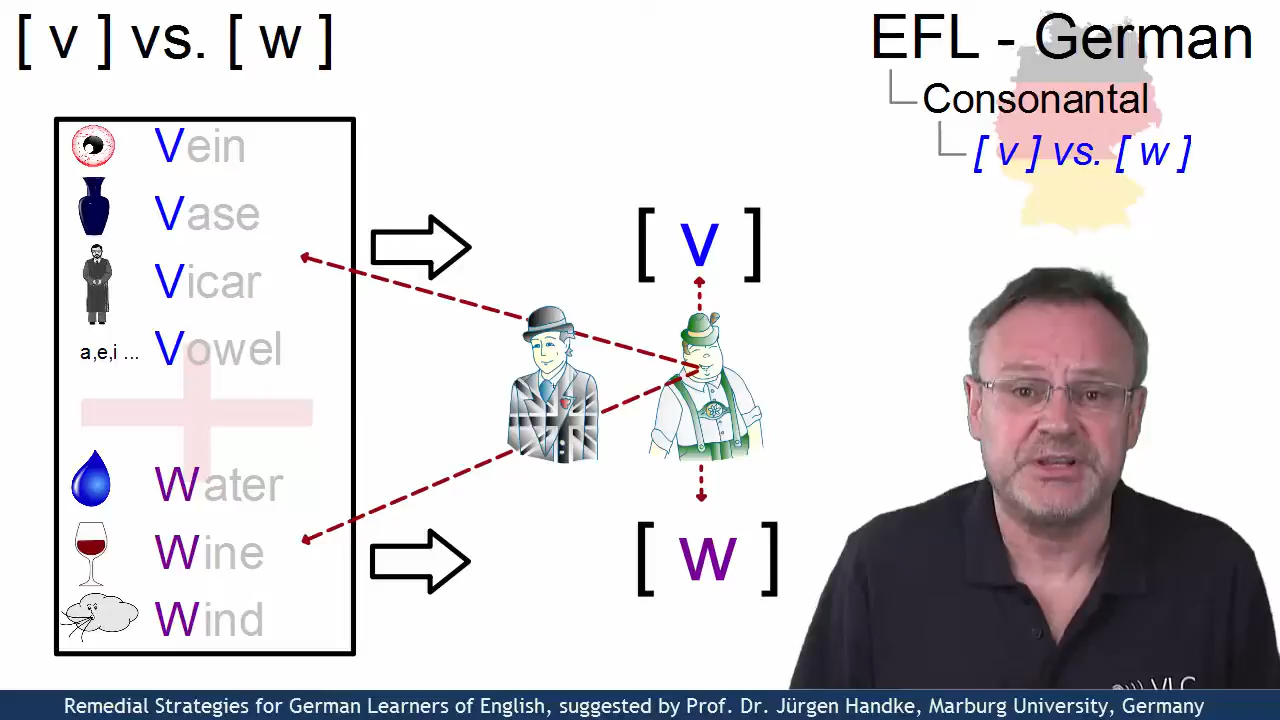 [ v ] vs. [ w ]
EFL - German
Consonantal
[ v ] vs. [ w ]
Vein
Vase
Vicar
a,e,i ... Vowel
Water
Wine
Wind
[ v ]
[ w ]
VLC
Remedial Strategies for German Learners of English, suggested by Prof. Dr. Jürgen Handke, Marburg University, Germany